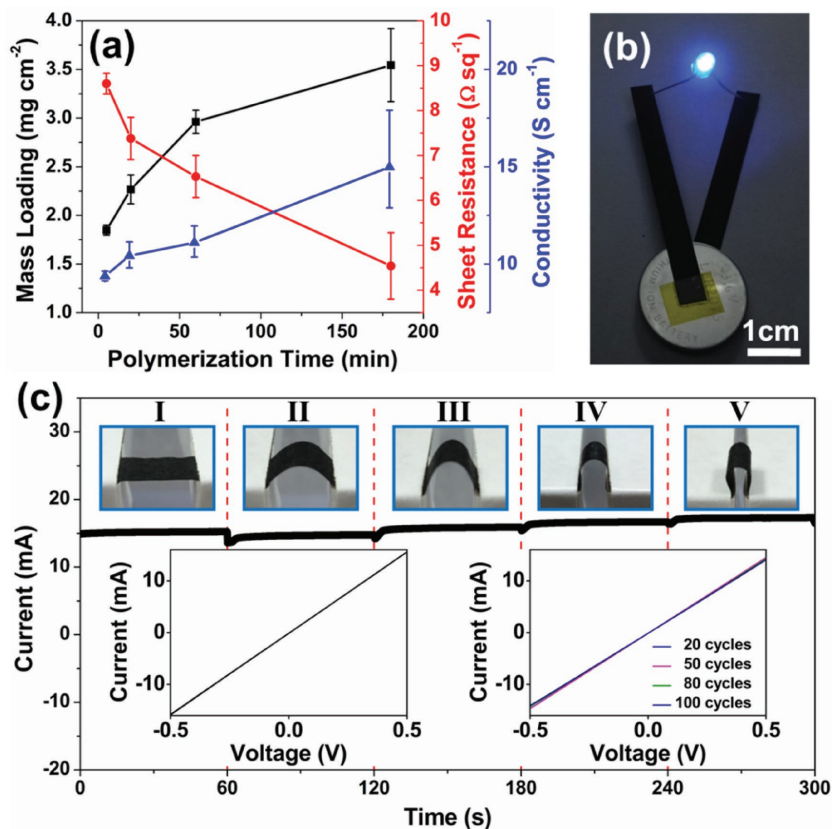 (a)
Mass Loading (mg cm⁻²)
4.0
3.5
3.0
2.5
2.0
1.5
1.0
0 50 100 150 200
Polymerization Time (min)
10
9
8
7
6
5
4
Sheet Resistance (Ω sq⁻¹)
20
15
10
Conductivity (S cm⁻¹)
(b)
1cm
(c)
I II III IV V
Current (mA)
30
20
10
0
-10
-20
0 60 120 180 240 300
Time (s)
Current (mA)
10
0
-10
-0.5 0.0 0.5
Voltage (V)
Current (mA)
10
0
-10
20 cycles
50 cycles
80 cycles
100 cycles
-0.5 0.0 0.5
Voltage (V)